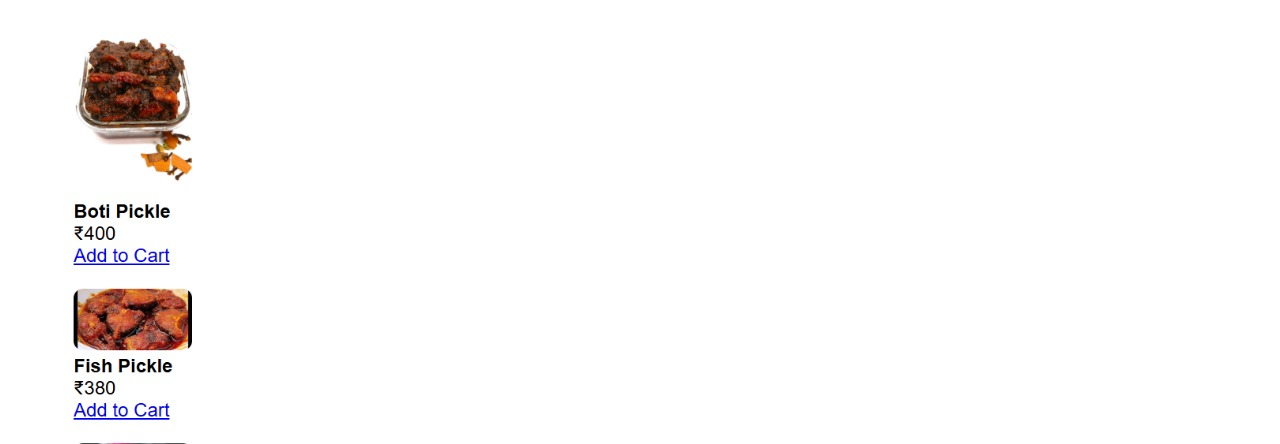 Boti Pickle
₹400
Add to Cart
Fish Pickle
₹380
Add to Cart